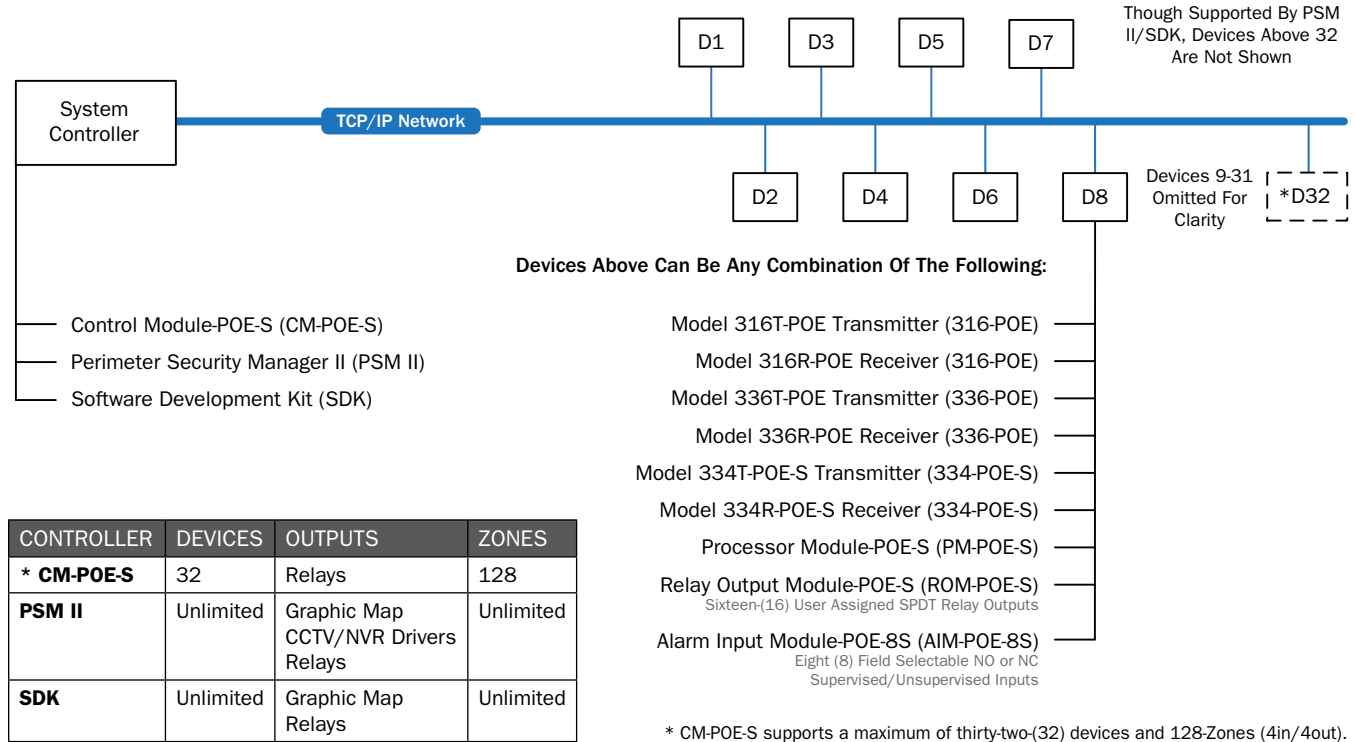 Though Supported By PSM
II/SDK, Devices Above 32
Are Not Shown
D1
D3
D5
D7
System
Controller
TCP/IP Network
D2
D4
D6
D8
Devices 9-31
Omitted For
Clarity
*D32
Devices Above Can Be Any Combination Of The Following:
Control Module-POE-S (CM-POE-S)
Perimeter Security Manager II (PSM II)
Software Development Kit (SDK)
Model 316T-POE Transmitter (316-POE)
Model 316R-POE Receiver (316-POE)
Model 336T-POE Transmitter (336-POE)
Model 336R-POE Receiver (336-POE)
Model 334T-POE-S Transmitter (334-POE-S)
Model 334R-POE-S Receiver (334-POE-S)
Processor Module-POE-S (PM-POE-S)
Relay Output Module-POE-S (ROM-POE-S)
Sixteen-(16) User Assigned SPDT Relay Outputs
Alarm Input Module-POE-8S (AIM-POE-8S)
Eight (8) Field Selectable NO or NC
Supervised/Unsupervised Inputs
CONTROLLER DEVICES OUTPUTS ZONES
* CM-POE-S 32 Relays 128
PSM II Unlimited Graphic Map Unlimited
CCTV/NVR Drivers
Relays
SDK Unlimited Graphic Map Unlimited
Relays
* CM-POE-S supports a maximum of thirty-two-(32) devices and 128-Zones (4in/4out).